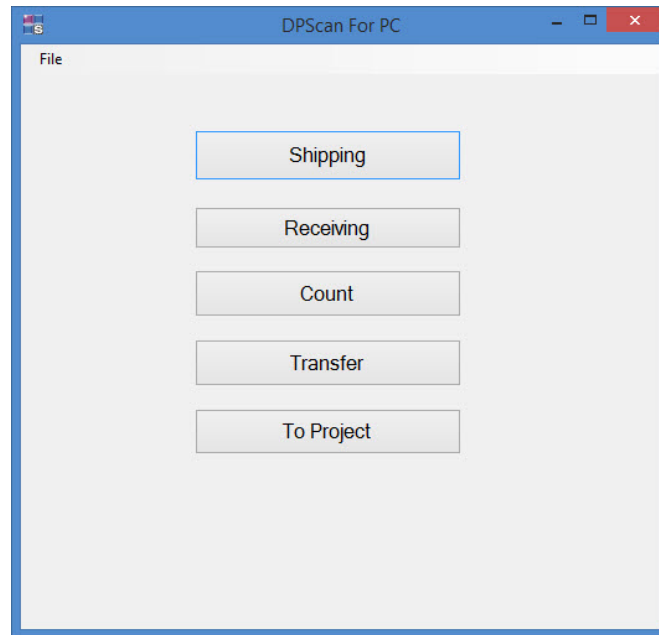 DPScan For PC
File
Shipping
Receiving
Count
Transfer
To Project